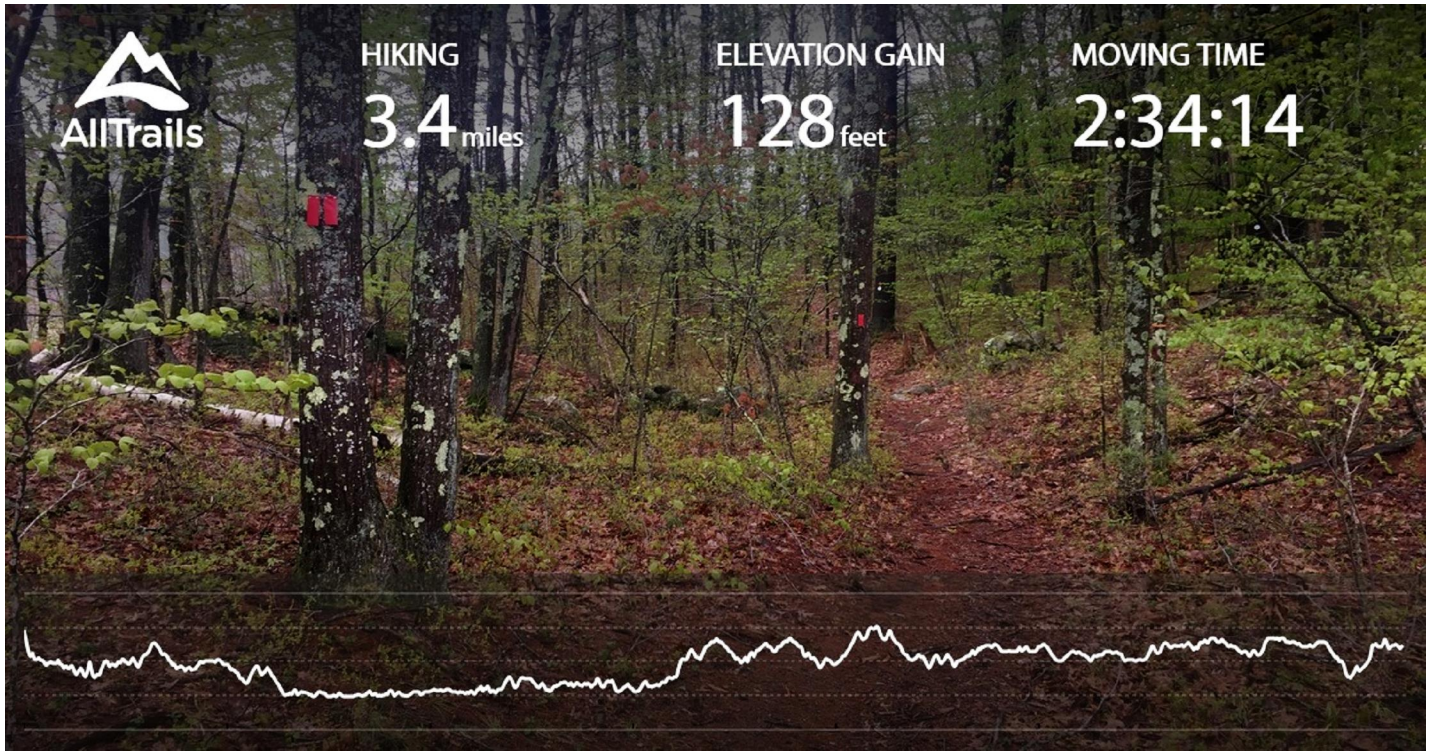 AllTrails
HIKING
3.4 miles
ELEVATION GAIN
128 feet
MOVING TIME
2:34:14